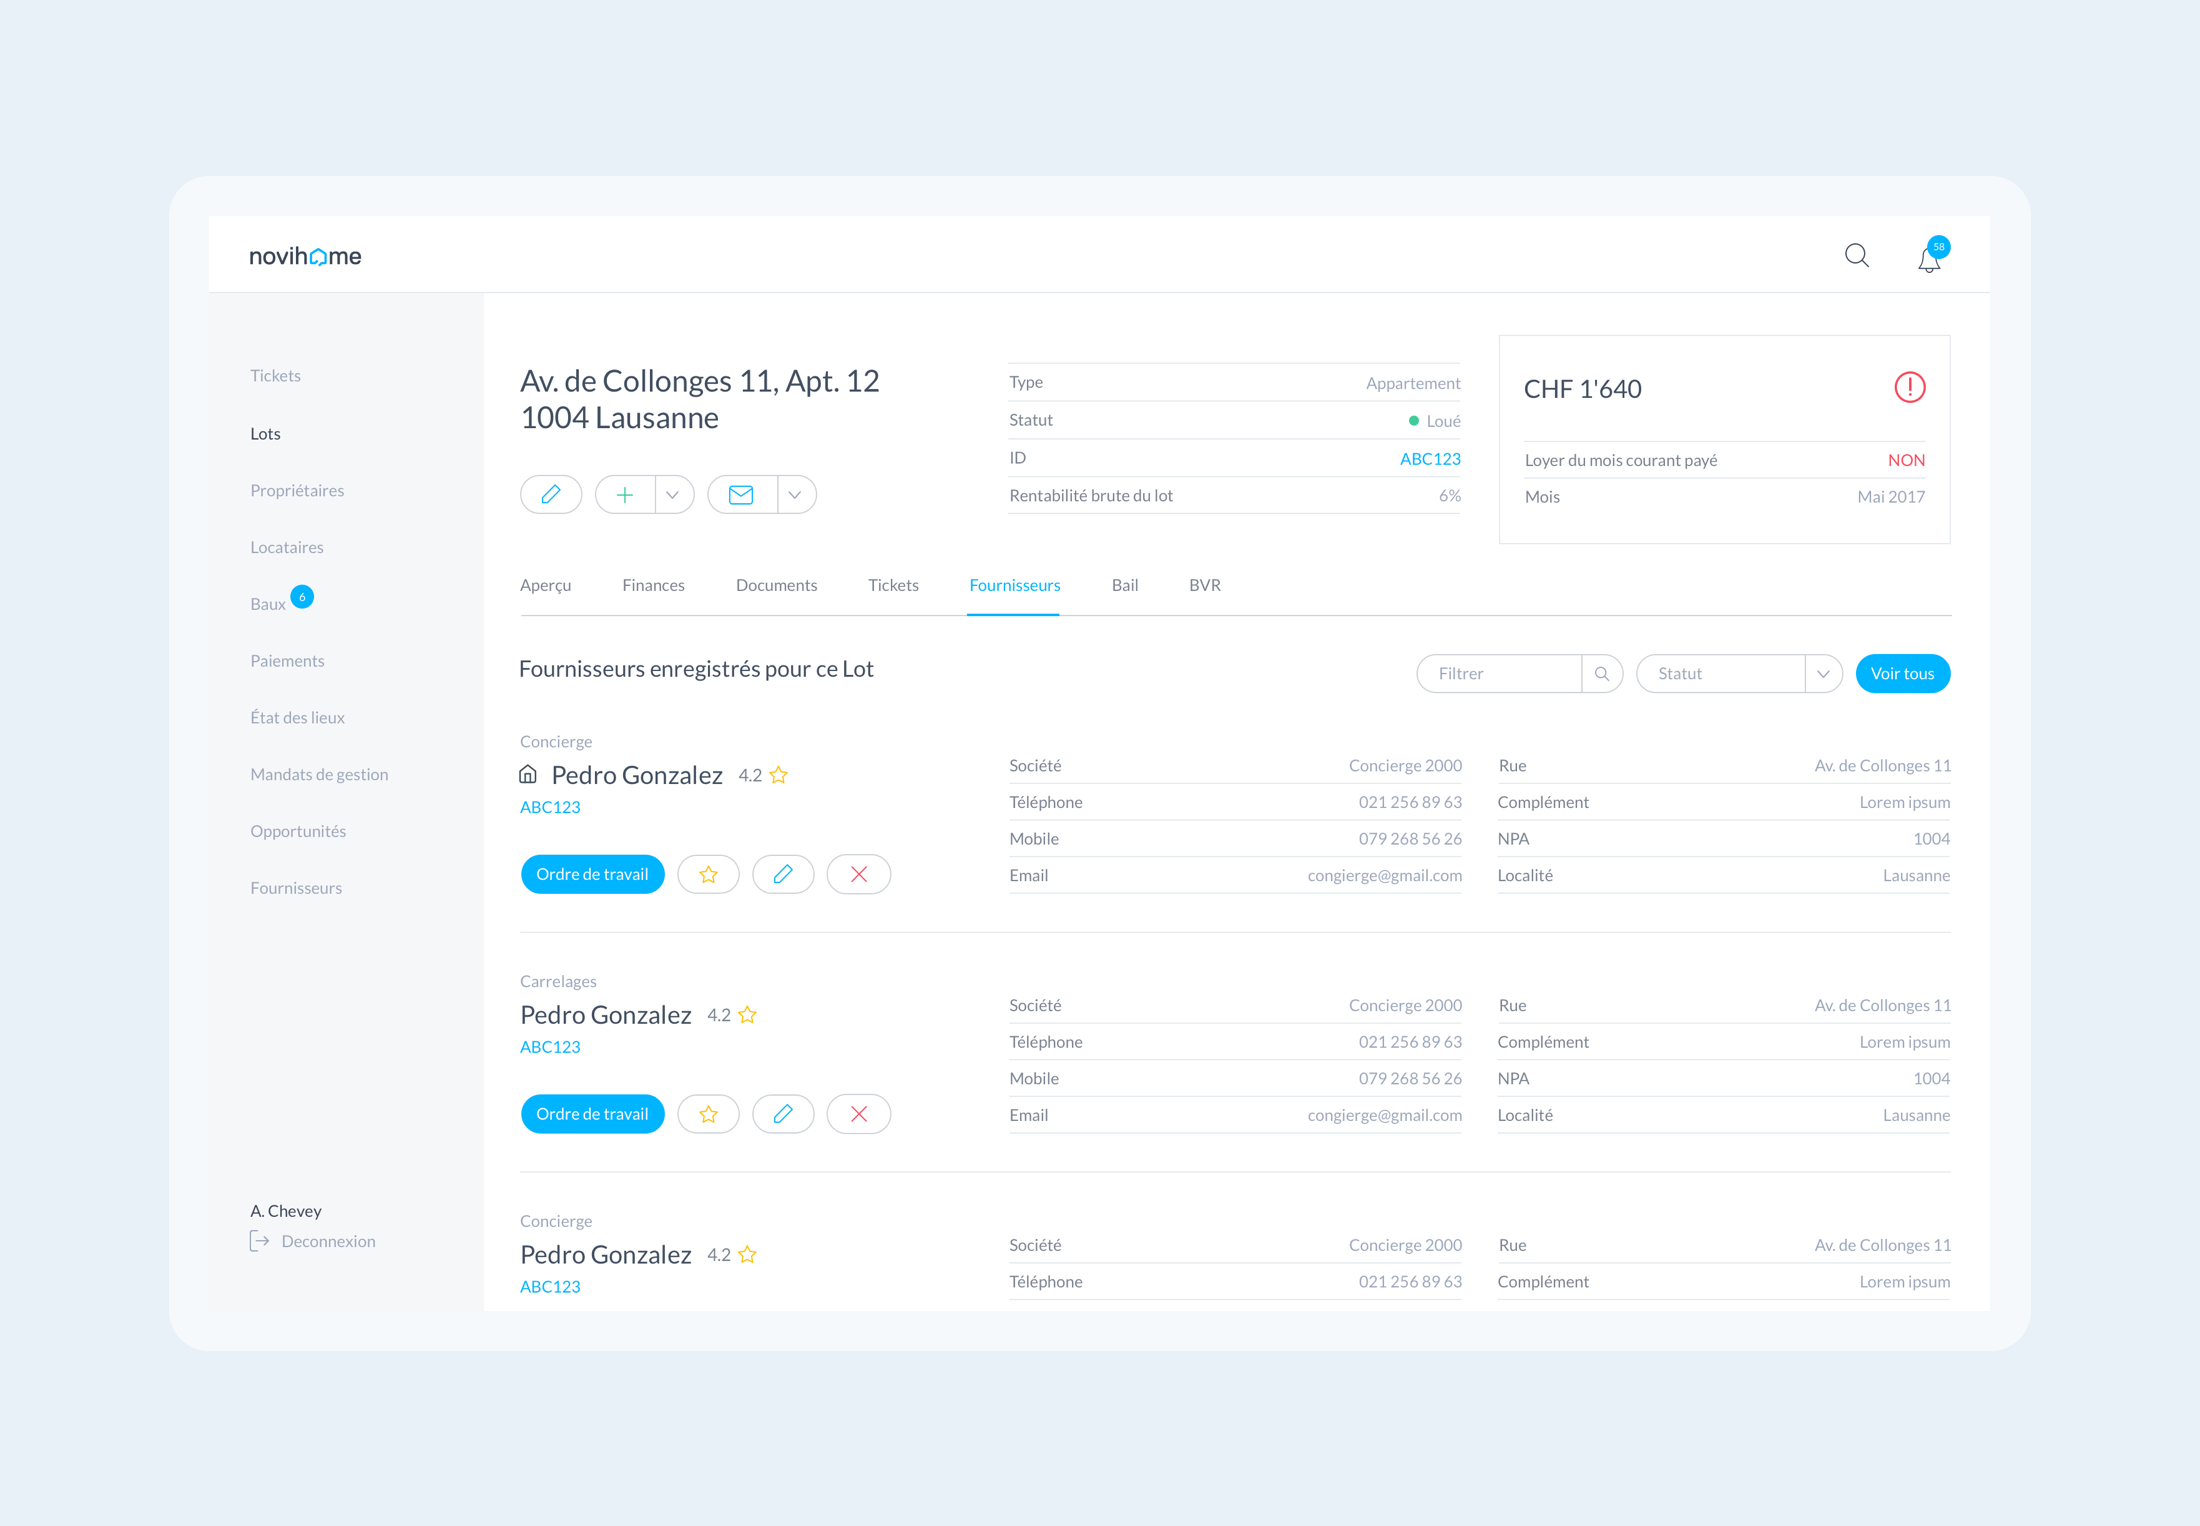 novihome
58
Tickets
Lots
Propriétaires
Locataires
Baux 6
Paiements
État des lieux
Mandats de gestion
Opportunités
Fournisseurs
A. Chevey
Deconnexion
Av. de Collonges 11, Apt. 12
1004 Lausanne
Type Appartement
Statut Loué
ID ABC123
Rentabilité brute du lot 6%
CHF 1'640
Loyer du mois courant payé NON
Mois Mai 2017
Aperçu Finances Documents Tickets Fournisseurs Bail BVR
Fournisseurs enregistrés pour ce Lot
Filtrer Statut Voir tous
Concierge
Pedro Gonzalez 4.2
ABC123
Ordre de travail
Société Concierge 2000
Téléphone 021 256 89 63
Mobile 079 268 56 26
Email congierge@gmail.com
Rue Av. de Collonges 11
Complément Lorem ipsum
NPA 1004
Localité Lausanne
Carrelages
Pedro Gonzalez 4.2
ABC123
Ordre de travail
Société Concierge 2000
Téléphone 021 256 89 63
Mobile 079 268 56 26
Email congierge@gmail.com
Rue Av. de Collonges 11
Complément Lorem ipsum
NPA 1004
Localité Lausanne
Concierge
Pedro Gonzalez 4.2
ABC123
Société Concierge 2000
Téléphone 021 256 89 63
Rue Av. de Collonges 11
Complément Lorem ipsum